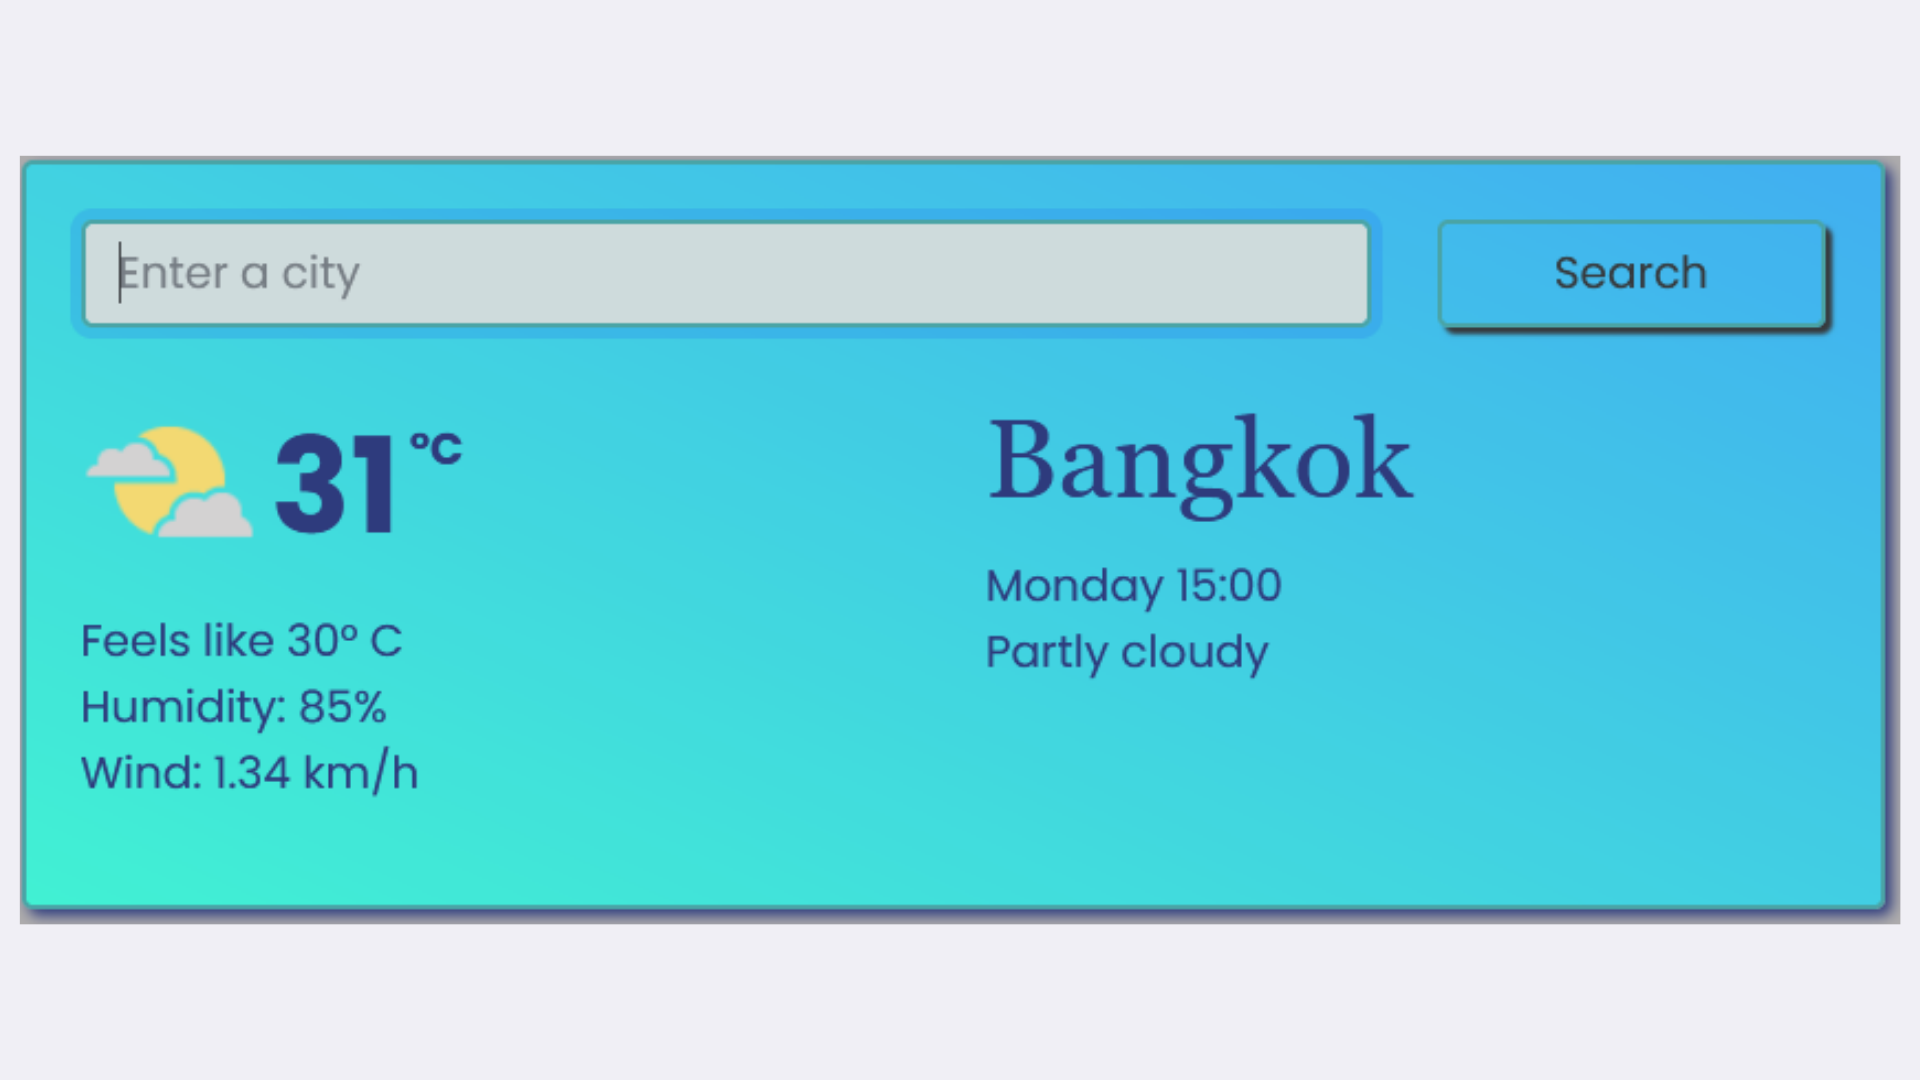 Enter a city
Search
31 °C
Bangkok
Monday 15:00
Partly cloudy
Feels like 30° C
Humidity: 85%
Wind: 1.34 km/h